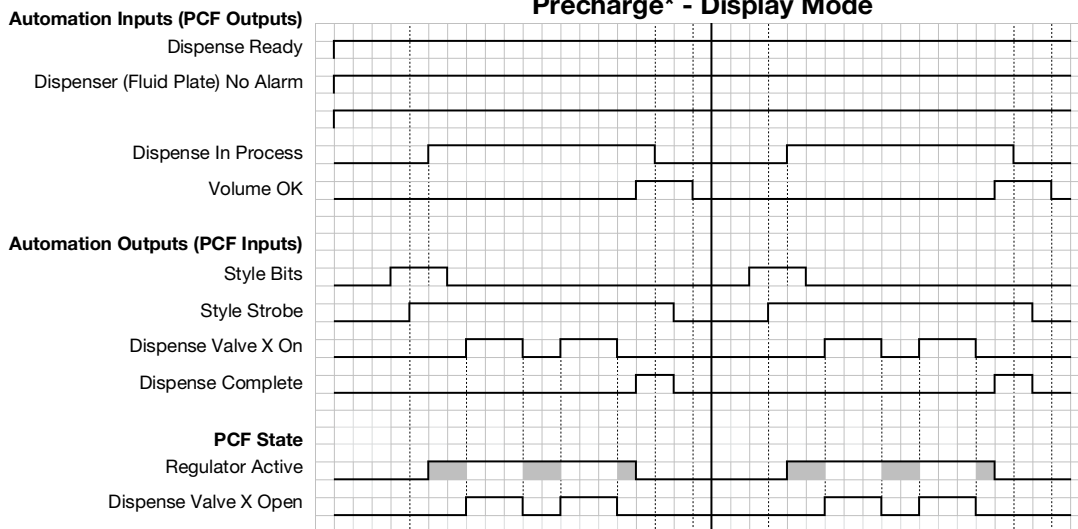 Precharge* - Display Mode
Automation Inputs (PCF Outputs)
Dispense Ready
Dispenser (Fluid Plate) No Alarm
Dispense In Process
Volume OK
Automation Outputs (PCF Inputs)
Style Bits
Style Strobe
Dispense Valve X On
Dispense Complete
PCF State
Regulator Active
Dispense Valve X Open